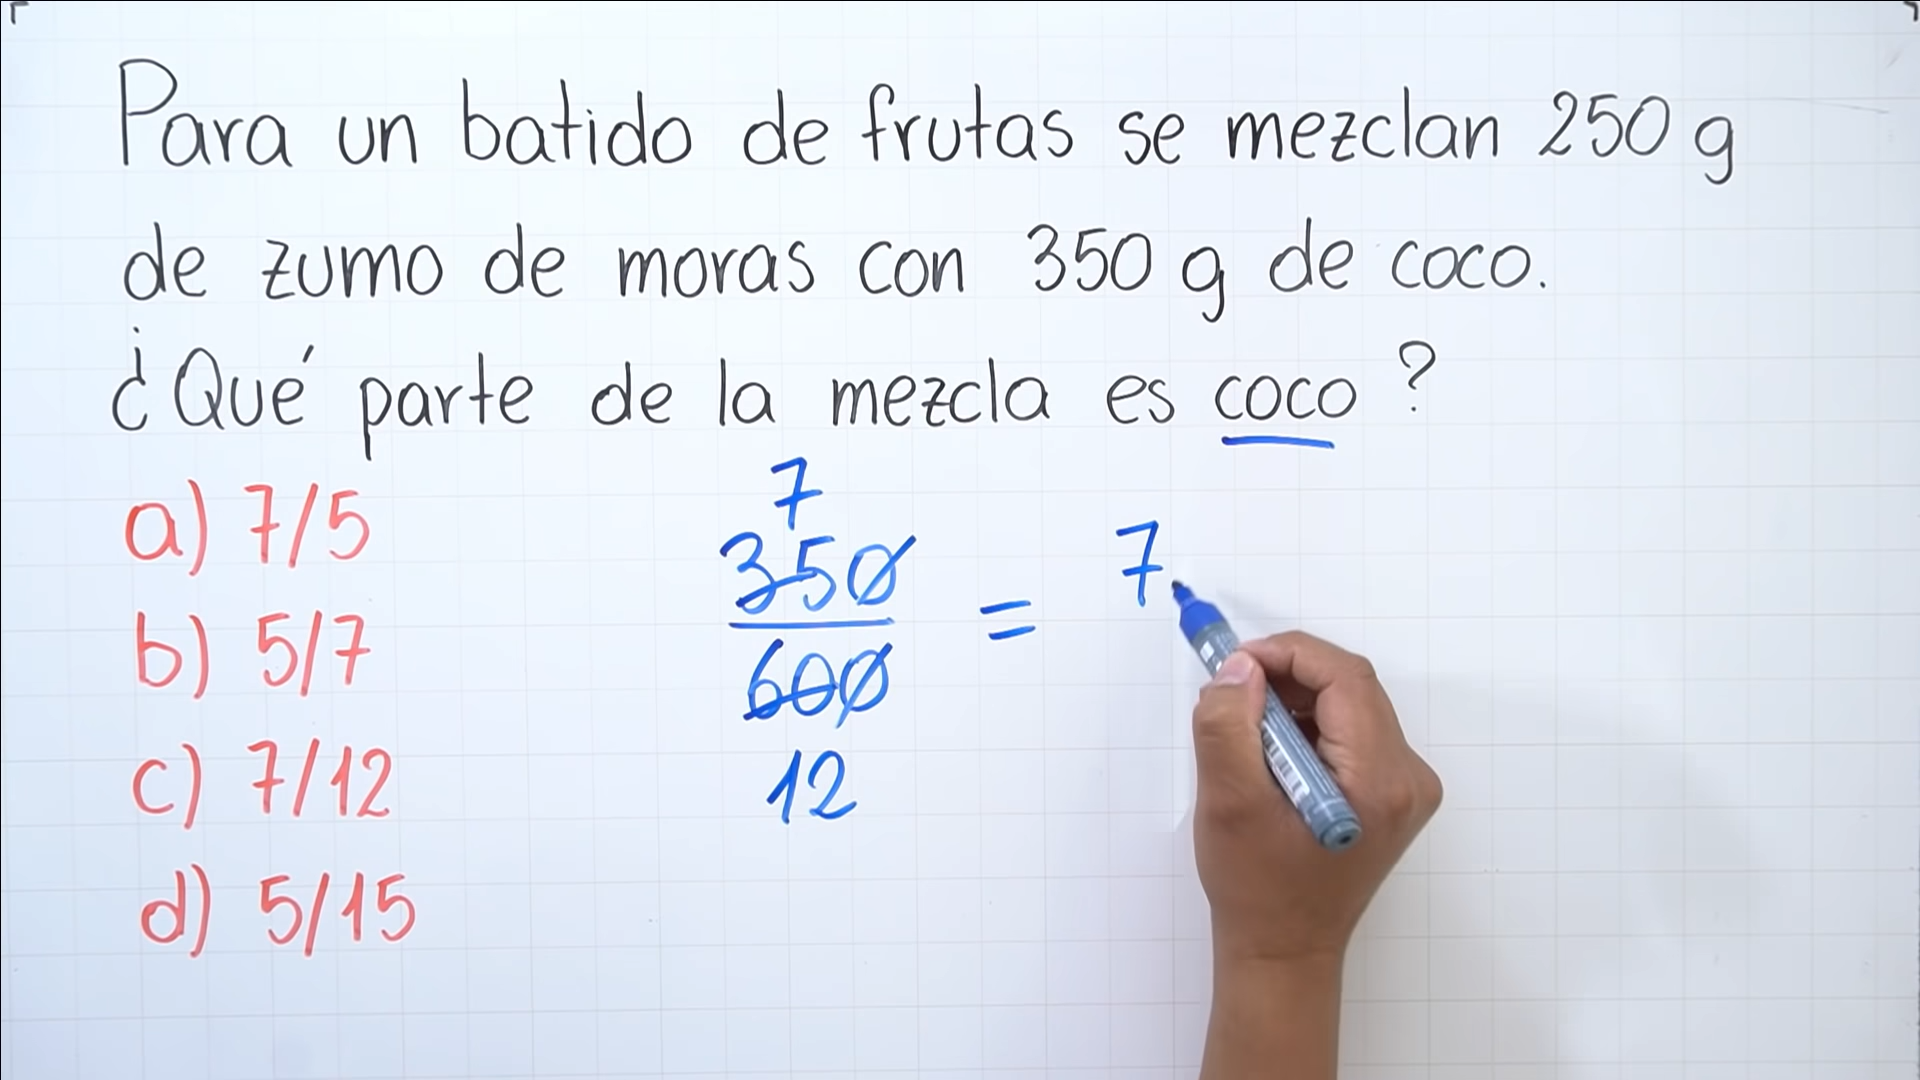 Para un batido de frutas se mezclan 250 g
de zumo de moras con 350 g de coco.
¿Qué parte de la mezcla es coco?
a) 7/5
b) 5/7
c) 7/12
d) 5/15
7
350
600
12
= 7